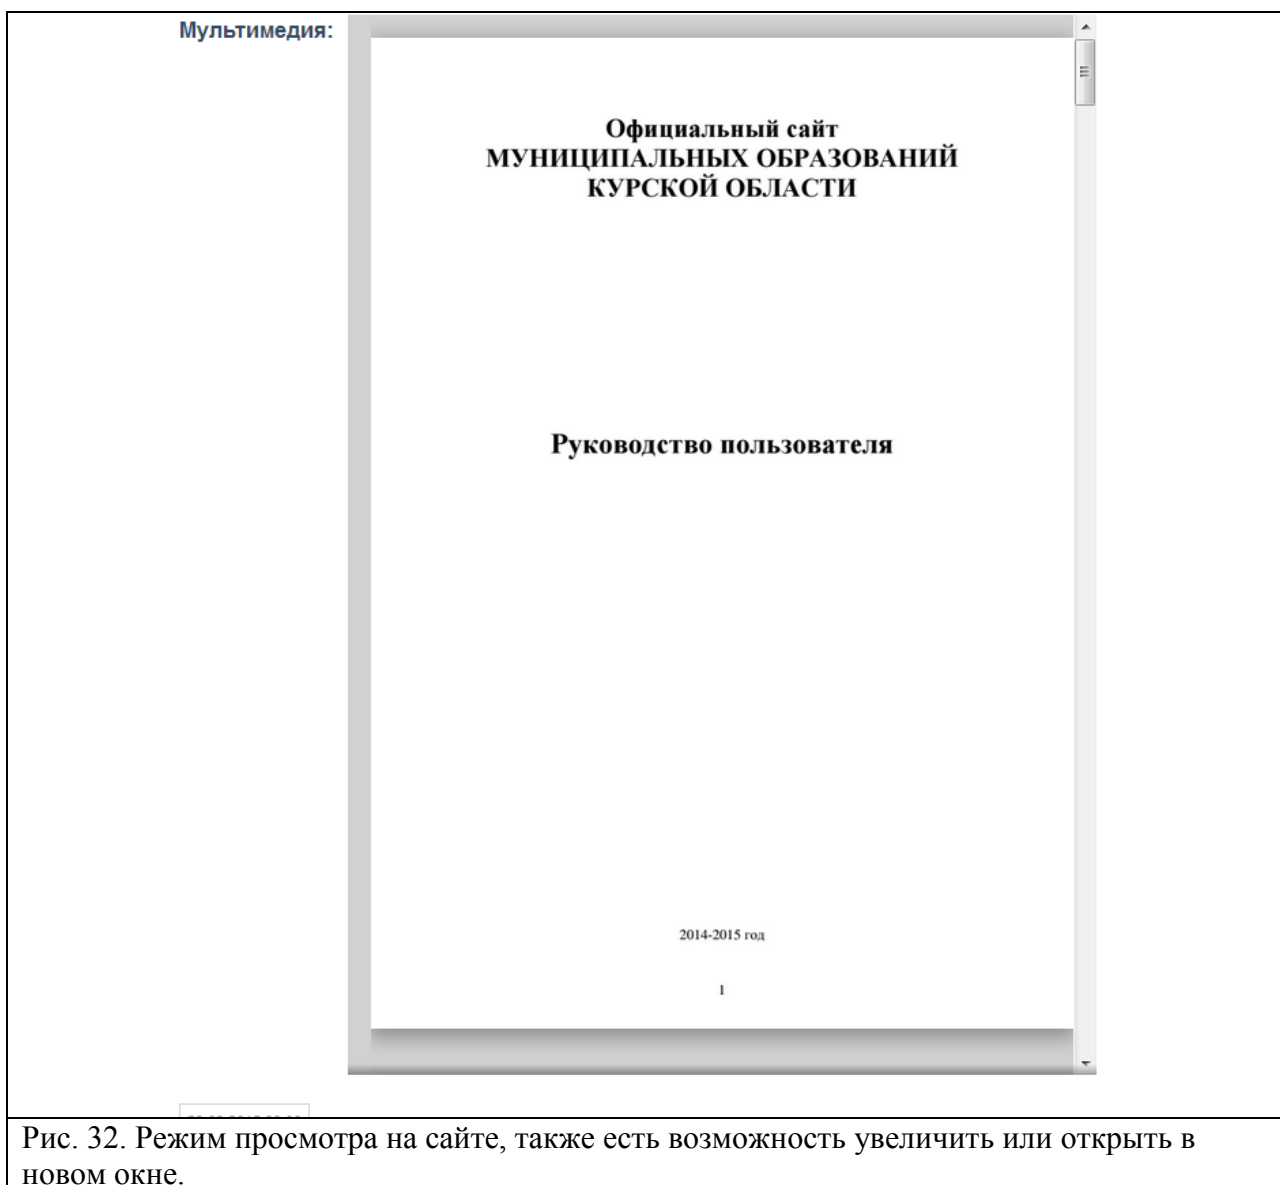 Мультимедия:
Официальный сайт
МУНИЦИПАЛЬНЫХ ОБРАЗОВАНИЙ
КУРСКОЙ ОБЛАСТИ
Руководство пользователя
2014-2015 год
1
Рис. 32. Режим просмотра на сайте, также есть возможность увеличить или открыть в
новом окне.